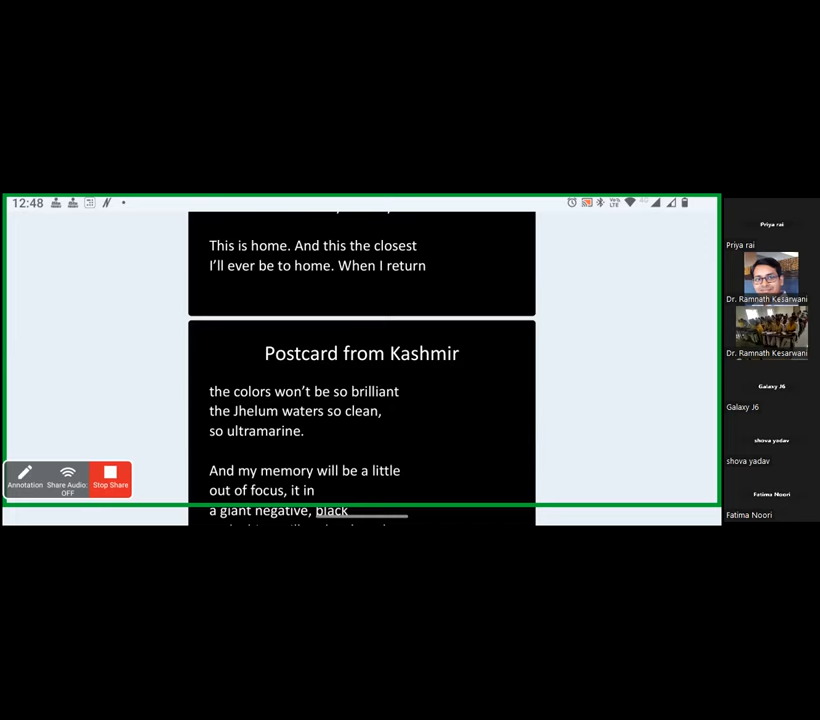 12:48
This is home. And this the closest
I'll ever be to home. When I return
Postcard from Kashmir
the colors won't be so brilliant
the Jhelum waters so clean,
so ultramarine.
And my memory will be a little
out of focus, it in
a giant negative, black
Annotation
Share Audio:
OFF
Stop Share
Priya rai
Priya rai
Dr. Ramnath Kesarwani
Dr. Ramnath Kesarwani
Galaxy J6
Galaxy J6
shova yadav
shova yadav
Fatima Noori
Fatima Noori